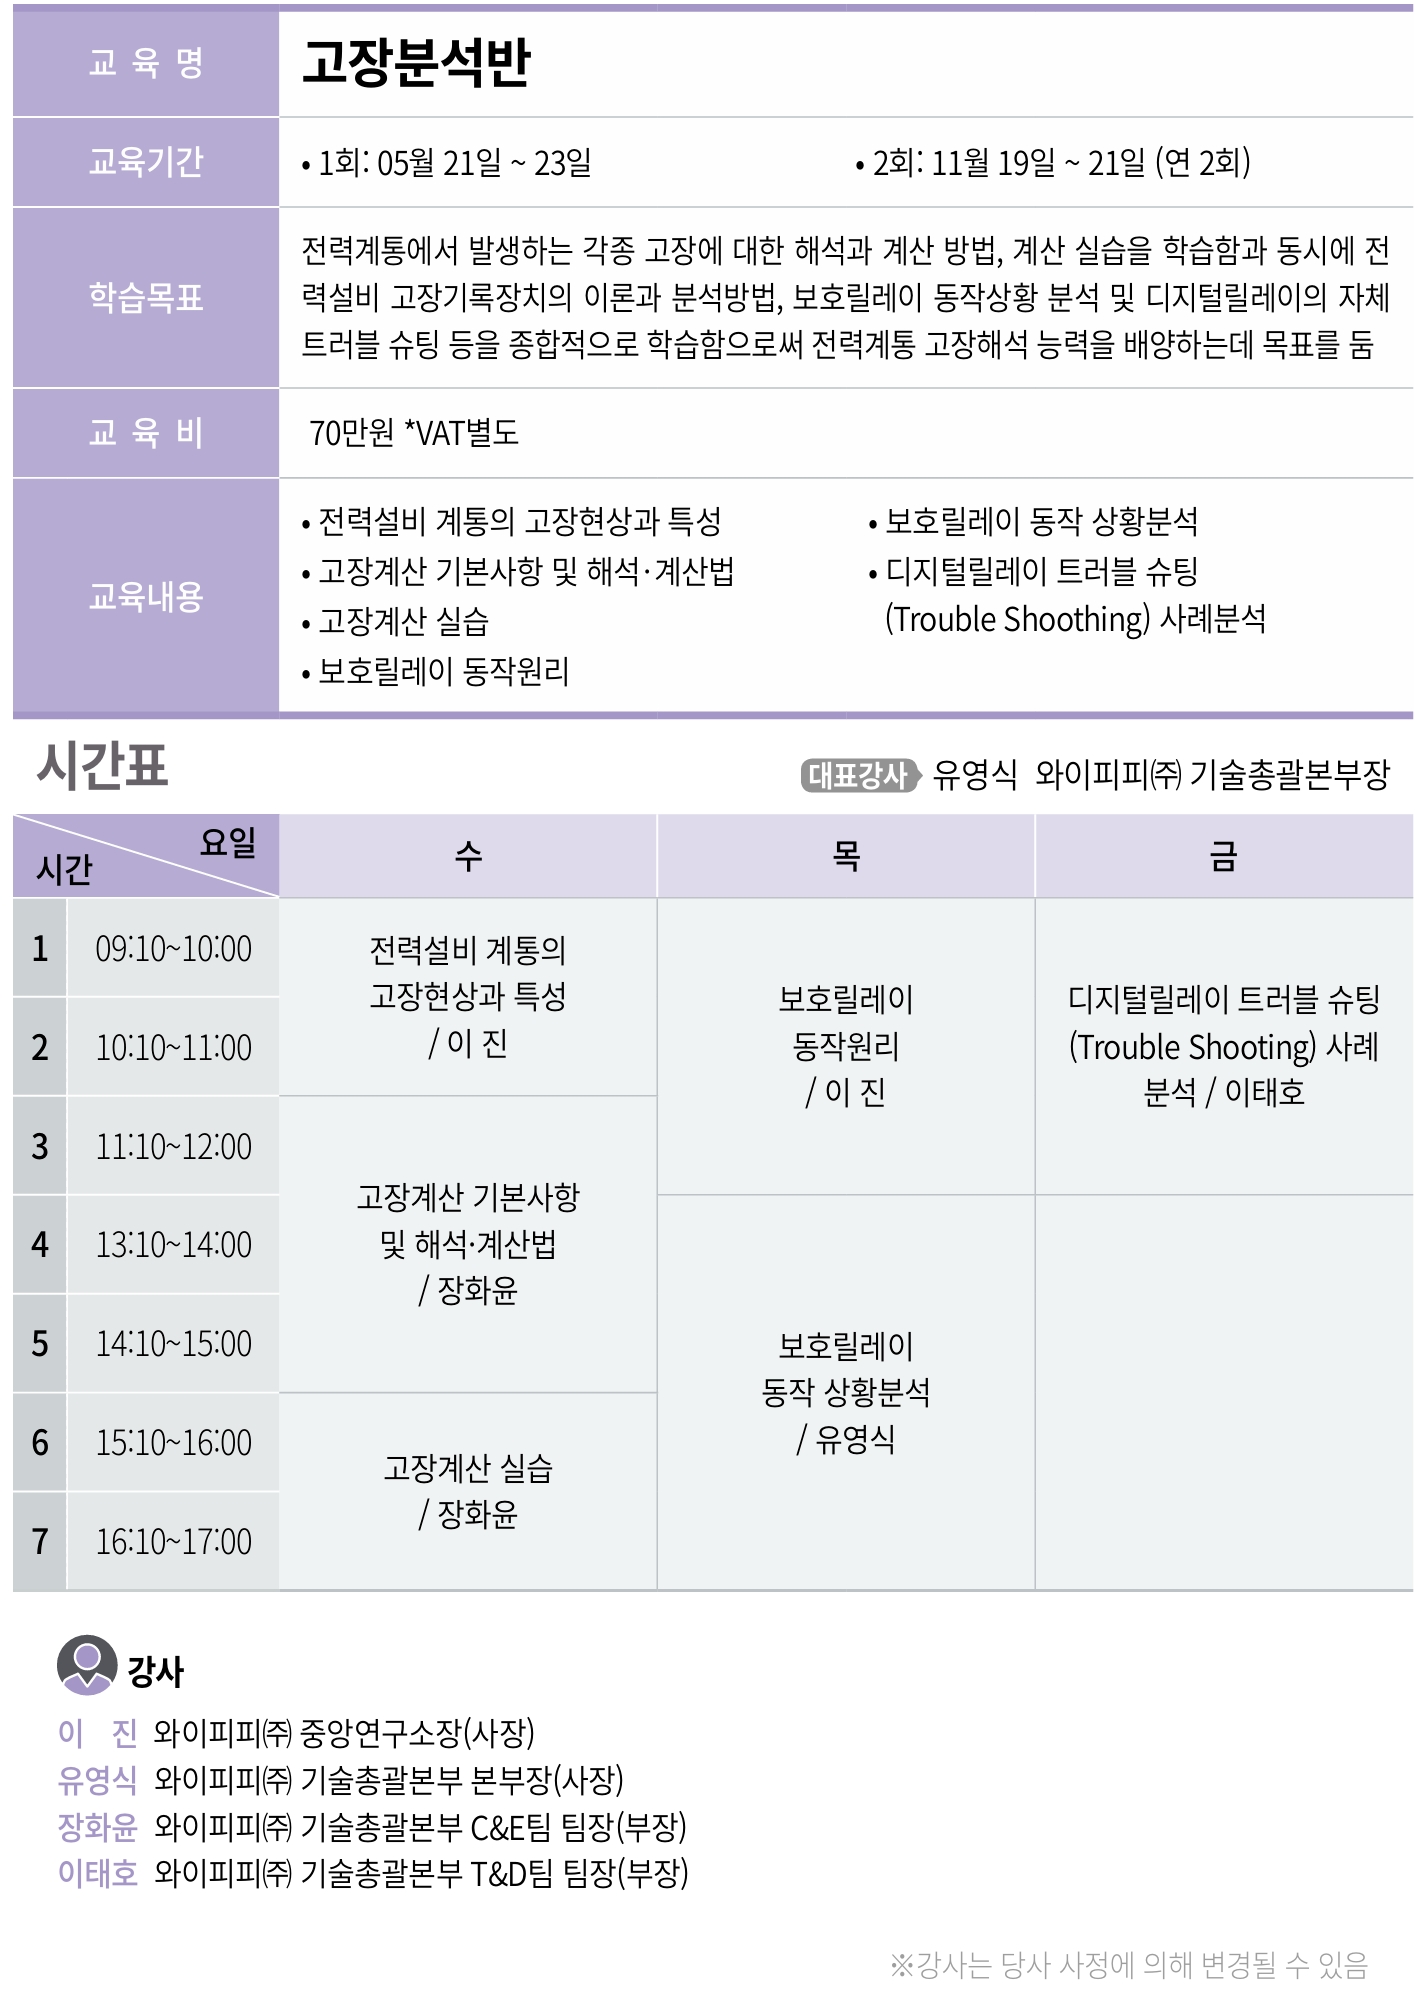 교 육 명
고장분석반
교육기간
• 1회: 05월 21일 ~ 23일
• 2회: 11월 19일 ~ 21일 (연 2회)
학습목표
전력계통에서 발생하는 각종 고장에 대한 해석과 계산 방법, 계산 실습을 학습함과 동시에 전
력설비 고장기록장치의 이론과 분석방법, 보호릴레이 동작상황 분석 및 디지털릴레이의 자체
트러블 슈팅 등을 종합적으로 학습함으로써 전력계통 고장해석 능력을 배양하는데 목표를 둠
교 육 비
70만원 *VAT별도
교육내용
• 전력설비 계통의 고장현상과 특성
• 고장계산 기본사항 및 해석·계산법
• 고장계산 실습
• 보호릴레이 동작원리
• 보호릴레이 동작 상황분석
• 디지털릴레이 트러블 슈팅
(Trouble Shoothing) 사례분석
시간표
대표강사 유영식 와이피피㈜ 기술총괄본부장
요일
시간
수
목
금
1 09:10~10:00
2 10:10~11:00
3 11:10~12:00
4 13:10~14:00
5 14:10~15:00
6 15:10~16:00
7 16:10~17:00
전력설비 계통의
고장현상과 특성
/ 이 진
고장계산 기본사항
및 해석·계산법
/ 장화윤
고장계산 실습
/ 장화윤
보호릴레이
동작원리
/ 이 진
보호릴레이
동작 상황분석
/ 유영식
디지털릴레이 트러블 슈팅
(Trouble Shooting) 사례
분석 / 이태호
강사
이 진 와이피피㈜ 중앙연구소장(사장)
유영식 와이피피㈜ 기술총괄본부 본부장(사장)
장화윤 와이피피㈜ 기술총괄본부 C&E팀 팀장(부장)
이태호 와이피피㈜ 기술총괄본부 T&D팀 팀장(부장)
※강사는 당사 사정에 의해 변경될 수 있음